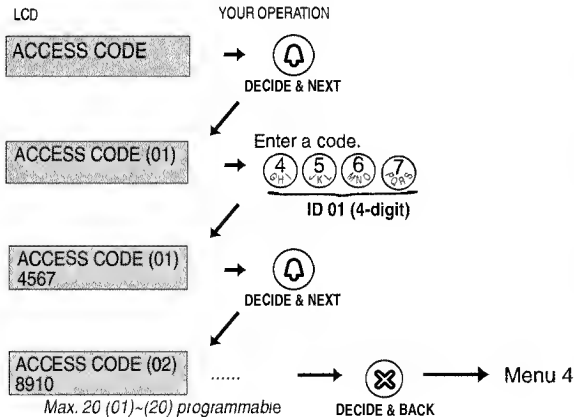 LCD YOUR OPERATION
ACCESS CODE
DECIDE & NEXT
ACCESS CODE (01)
Enter a code.
4 GHI 5 JKL 6 MNO 7 PQRS
ID 01 (4-digit)
ACCESS CODE (01)
4567
DECIDE & NEXT
ACCESS CODE (02)
8910
...... Menu 4
Max. 20 (01)~(20) programmable
DECIDE & BACK